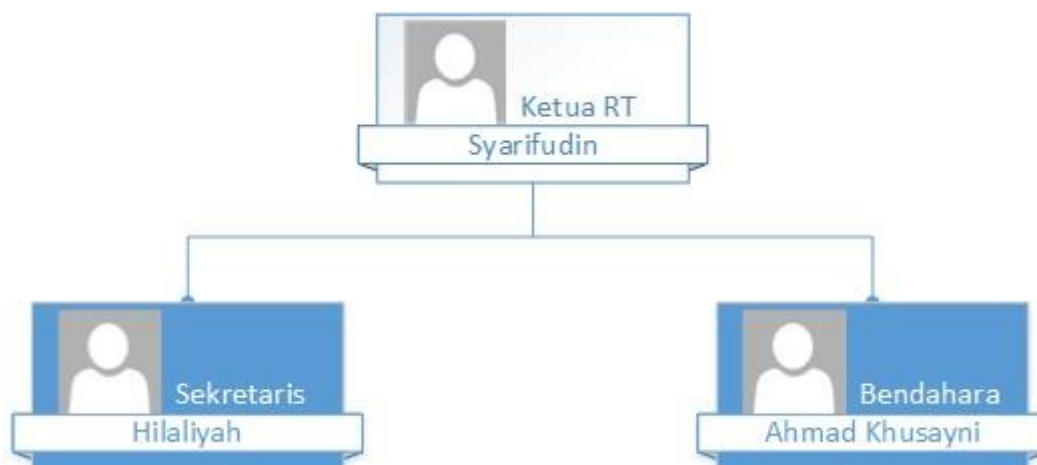 Ketua RT
Syarifudin
Sekretaris
Hilaliyah
Bendahara
Ahmad Khusayni